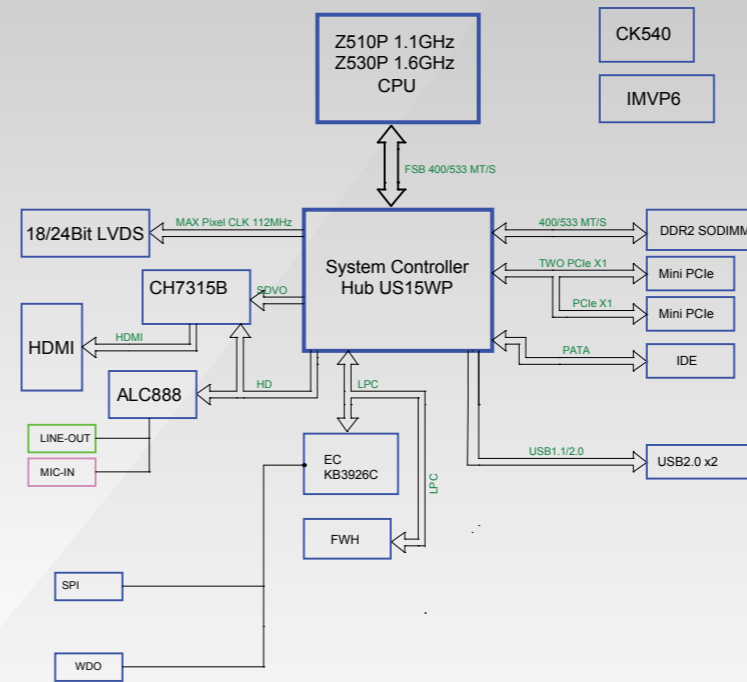 Z510P 1.1GHz
Z530P 1.6GHz
CPU
CK540
IMVP6
FSB 400/533 MT/S
18/24Bit LVDS
MAX Pixel CLK 112MHz
System Controller
Hub US15WP
400/533 MT/S
DDR2 SODIMM
TWO PCIe X1
Mini PCIe
PCIe X1
Mini PCIe
CH7315B
SDVO
HDMI
HDMI
PATA
IDE
ALC888
HD
LPC
LINE-OUT
MIC-IN
EC
KB3926C
LPC
USB1.1/2.0
USB2.0 x2
FWH
SPI
WDO